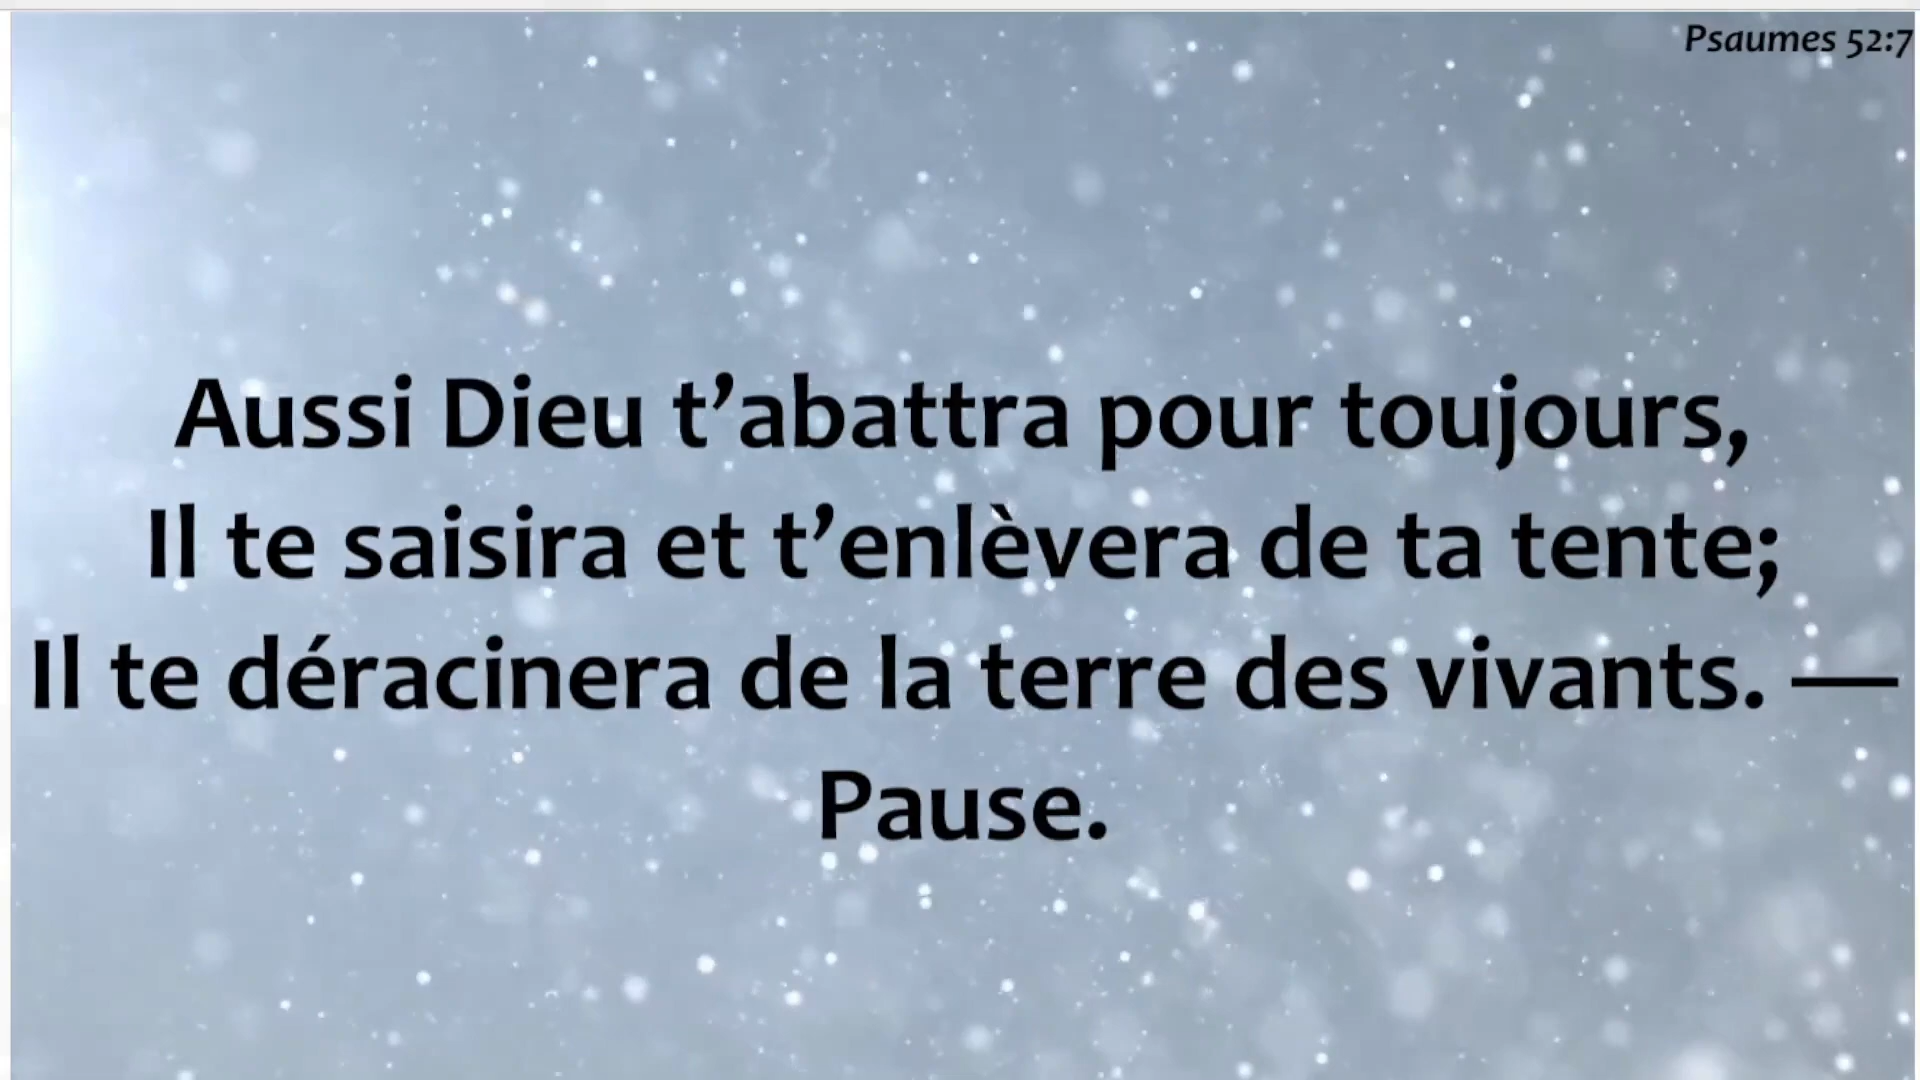 Psaumes 52:7
Aussi Dieu t’abattra pour toujours,
Il te saisira et t’enlèvera de ta tente;
Il te déracinera de la terre des vivants. —
Pause.